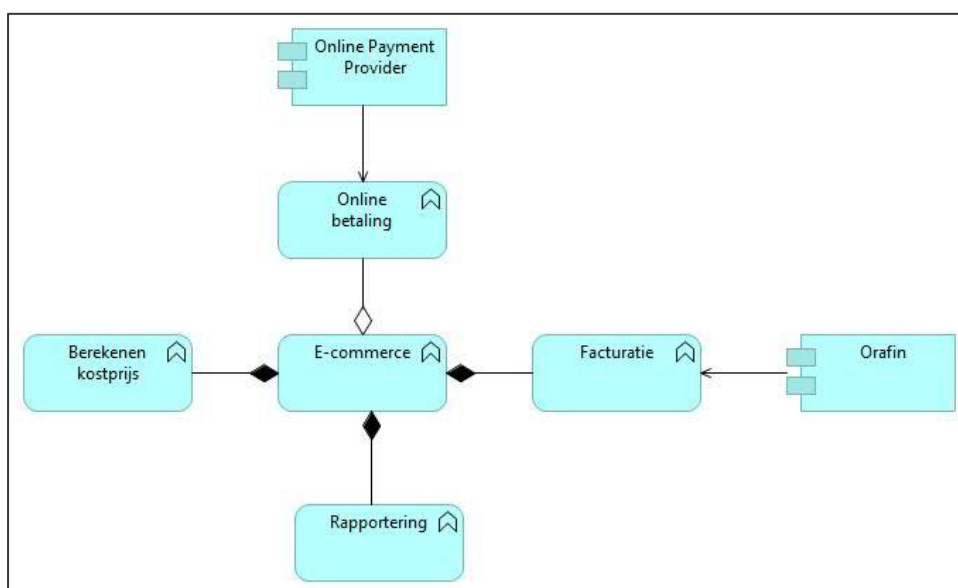 Online Payment
Provider
Online
betaling
Berekenen
kostprijs
E-commerce
Facturatie
Orafin
Rapportering